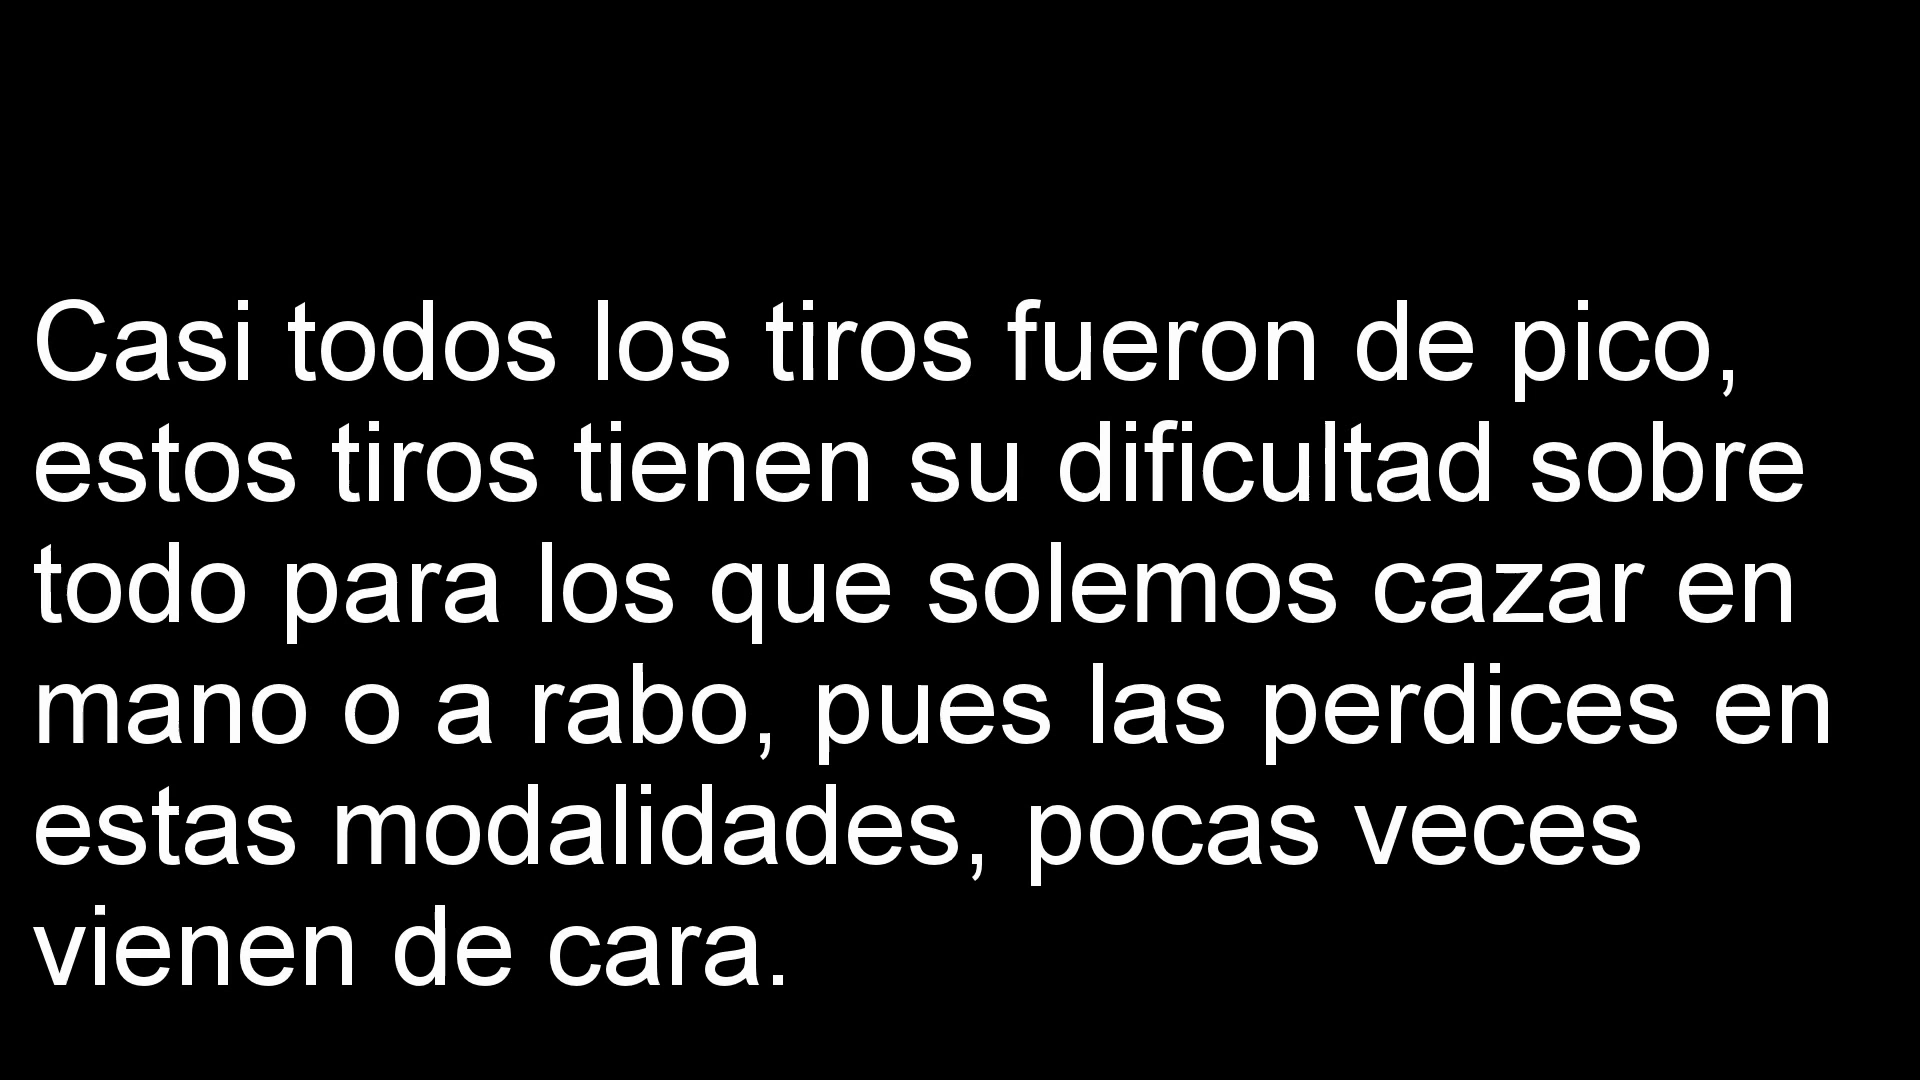 Casi todos los tiros fueron de pico,
estos tiros tienen su dificultad sobre
todo para los que solemos cazar en
mano o a rabo, pues las perdices en
estas modalidades, pocas veces
vienen de cara.